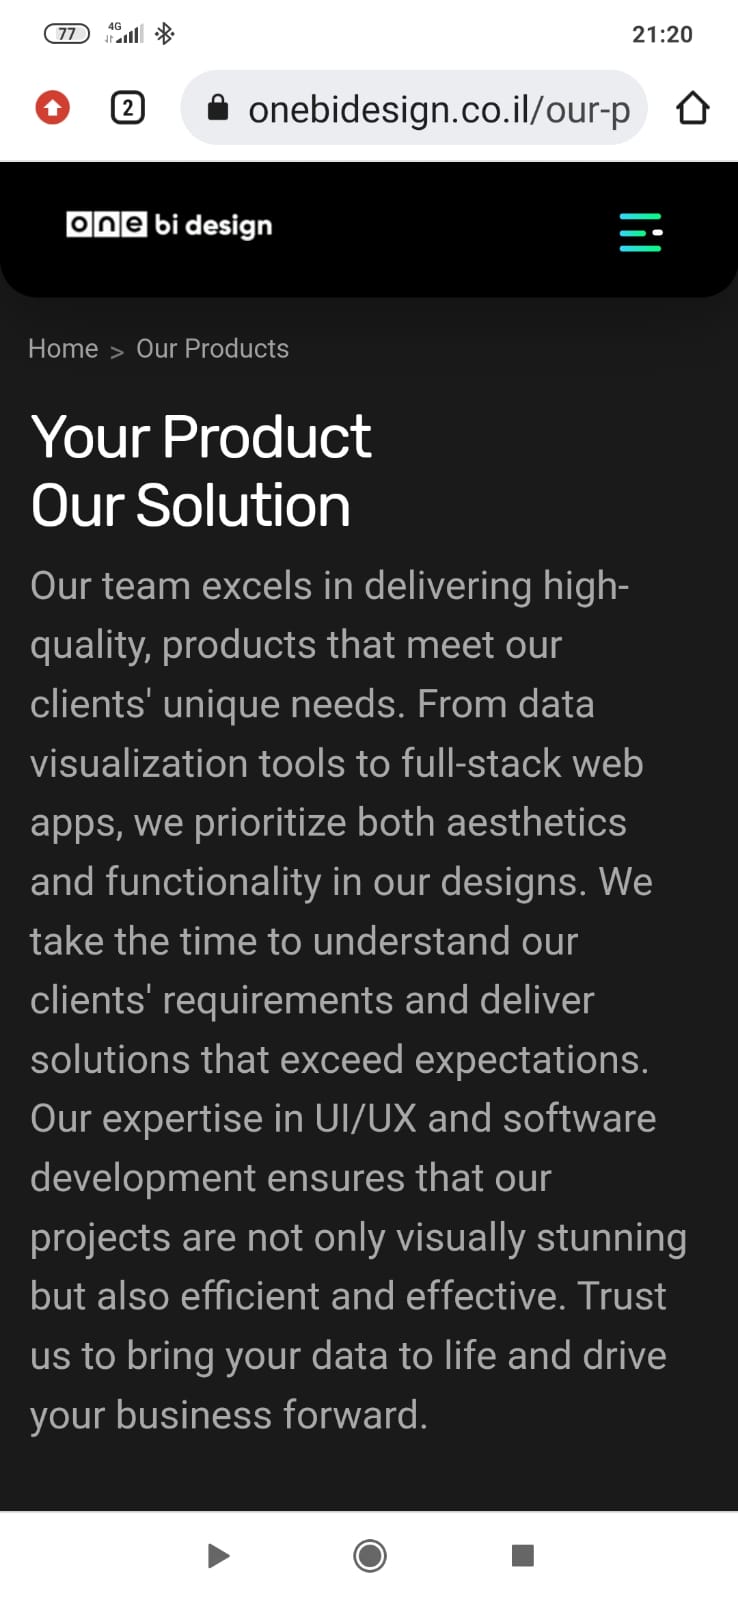 77 4G 21:20
2 onebidesign.co.il/our-p
one bi design
Home > Our Products
Your Product
Our Solution
Our team excels in delivering high-
quality, products that meet our
clients' unique needs. From data
visualization tools to full-stack web
apps, we prioritize both aesthetics
and functionality in our designs. We
take the time to understand our
clients' requirements and deliver
solutions that exceed expectations.
Our expertise in UI/UX and software
development ensures that our
projects are not only visually stunning
but also efficient and effective. Trust
us to bring your data to life and drive
your business forward.